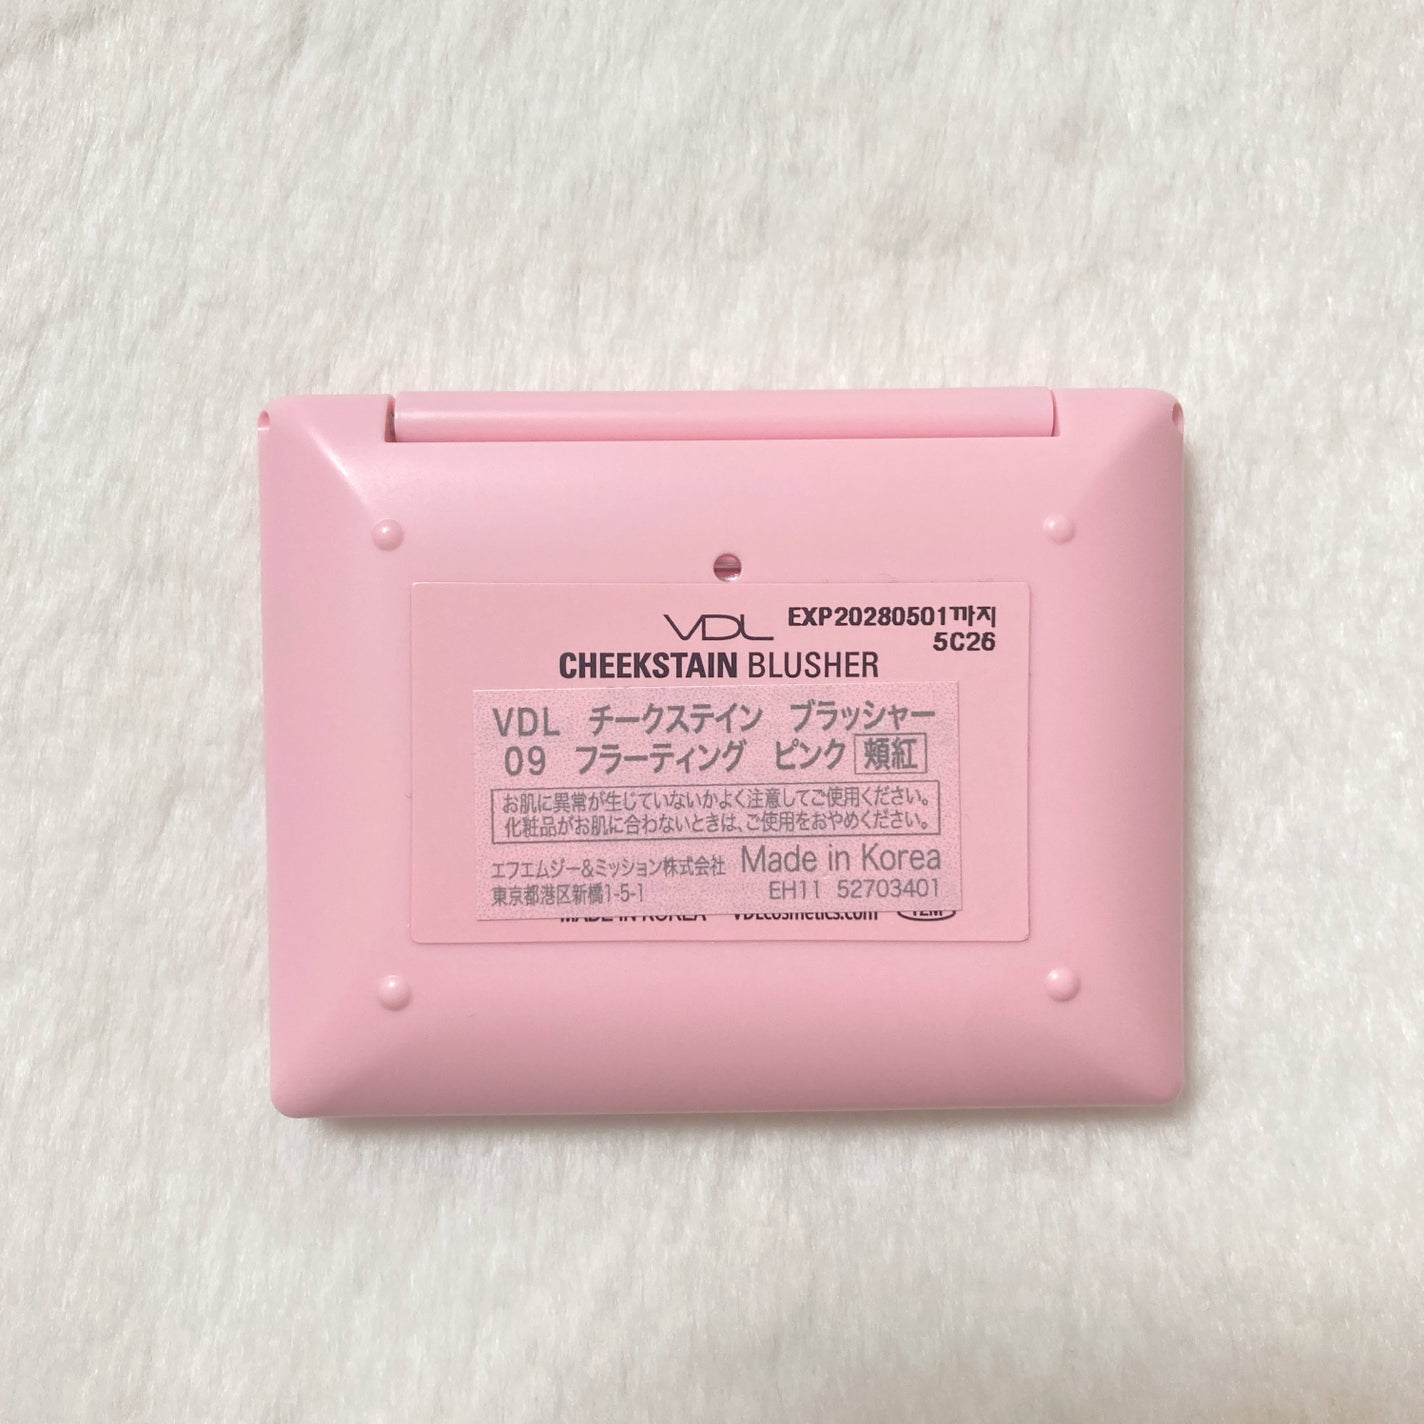 VDL
EXP20280501까지
5C26
CHEEKSTAIN BLUSHER
VDL チークステイン ブラッシャー
09 フラーティング ピンク 頬紅
お肌に異常が生じていないかよく注意してご使用ください。
化粧品がお肌に合わないときは、ご使用をおやめください。
エフエムジー&ミッション株式会社
東京都港区新橋1-5-1
Made in Korea
EH11 52703401
MADE IN KOREA VDLcosmetics.com 12M